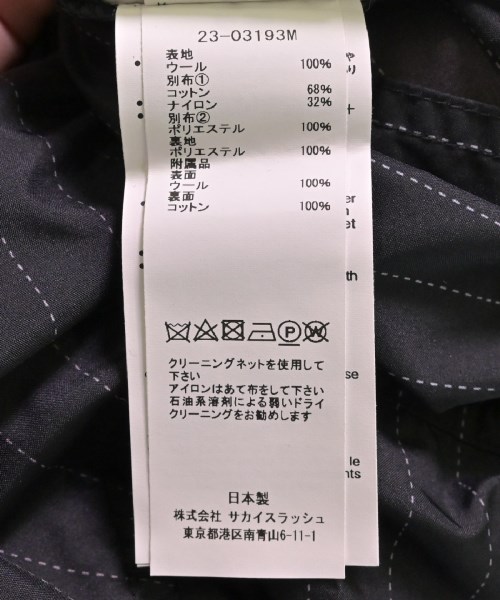 23-03193M
表地
ウール 100%
別布①
コットン 68%
ナイロン 32%
別布②
ポリエステル 100%
裏地
ポリエステル 100%
附属品
表面
ウール 100%
裏面
コットン 100%
P W
クリーニングネットを使用して
下さい
アイロンはあて布をして下さい
石油系溶剤による弱いドライ
クリーニングをお勧めします
日本製
株式会社 サカイスラッシュ
東京都港区南青山6-11-1